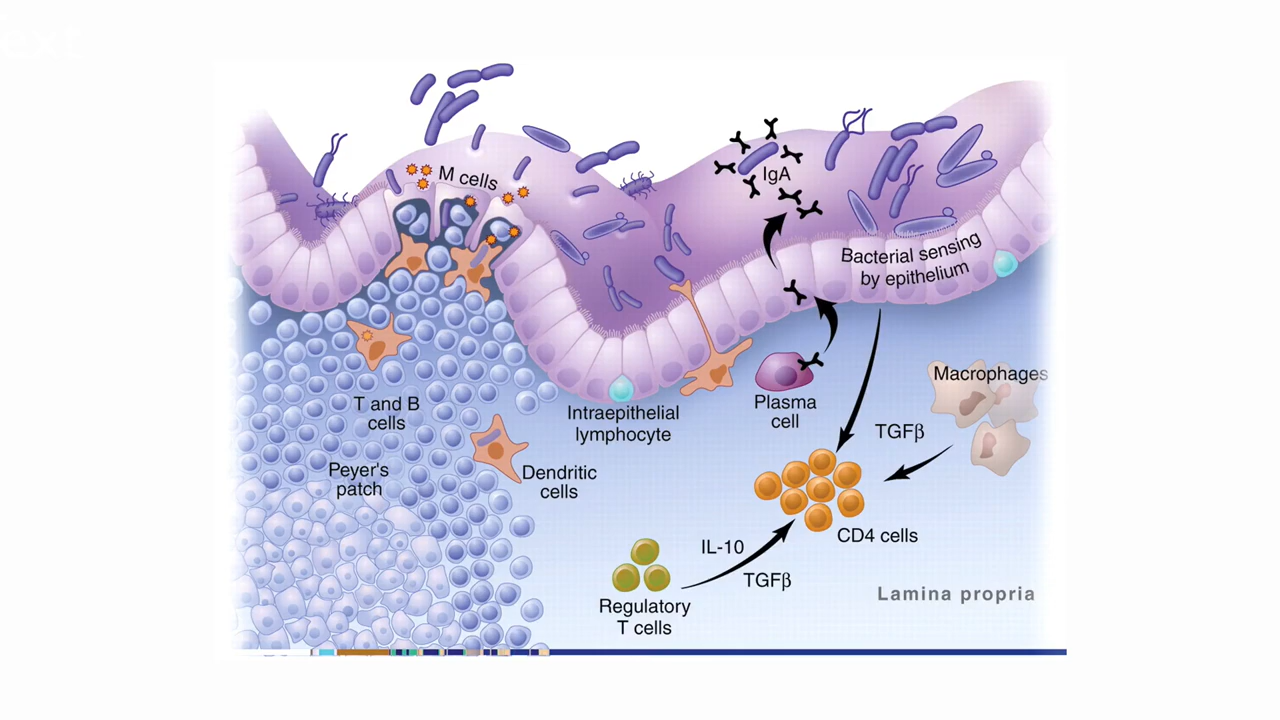 ext
M cells
IgA
Bacterial sensing
by epithelium
Macrophages
T and B
cells
Intraepithelial
lymphocyte
Plasma
cell
TGFβ
Peyer's
patch
Dendritic
cells
CD4 cells
IL-10
TGFβ
Regulatory
T cells
Lamina propria